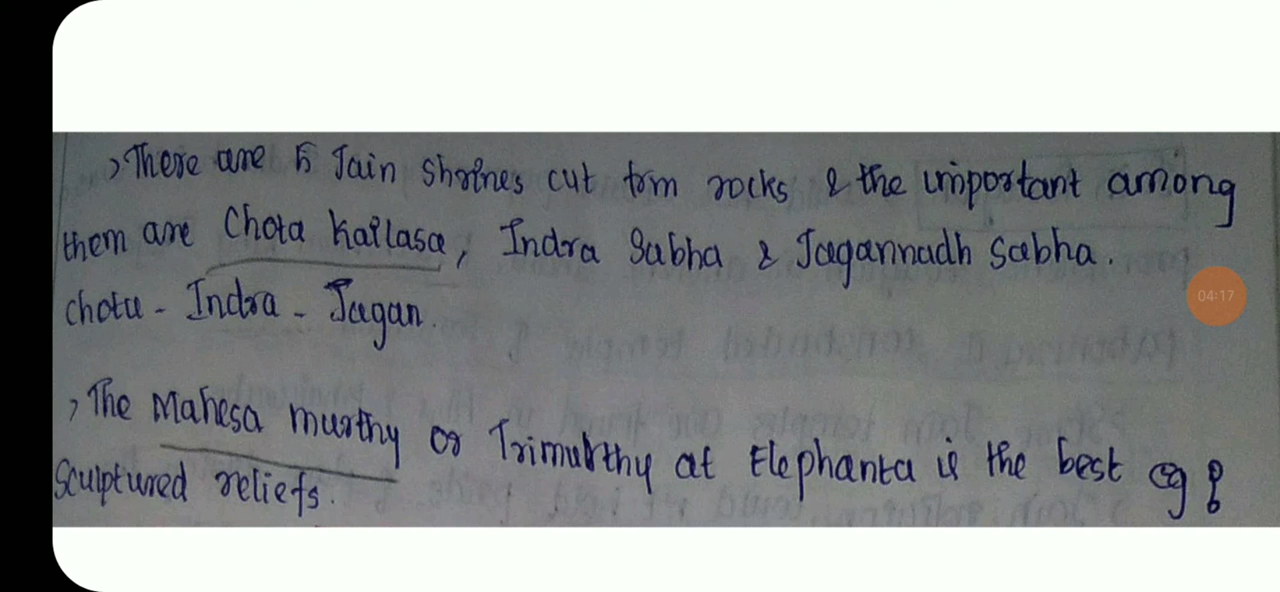 > There are 5 Jain shrines cut form rocks & the important among
them are Chota Kailasa, Indra Sabha & Jagannadh Sabha.
chotu - Indra - Jagan.
04:17
> The Mahesa murthy or Trimurthy at Elephanta is the best eg of
sculptured reliefs.